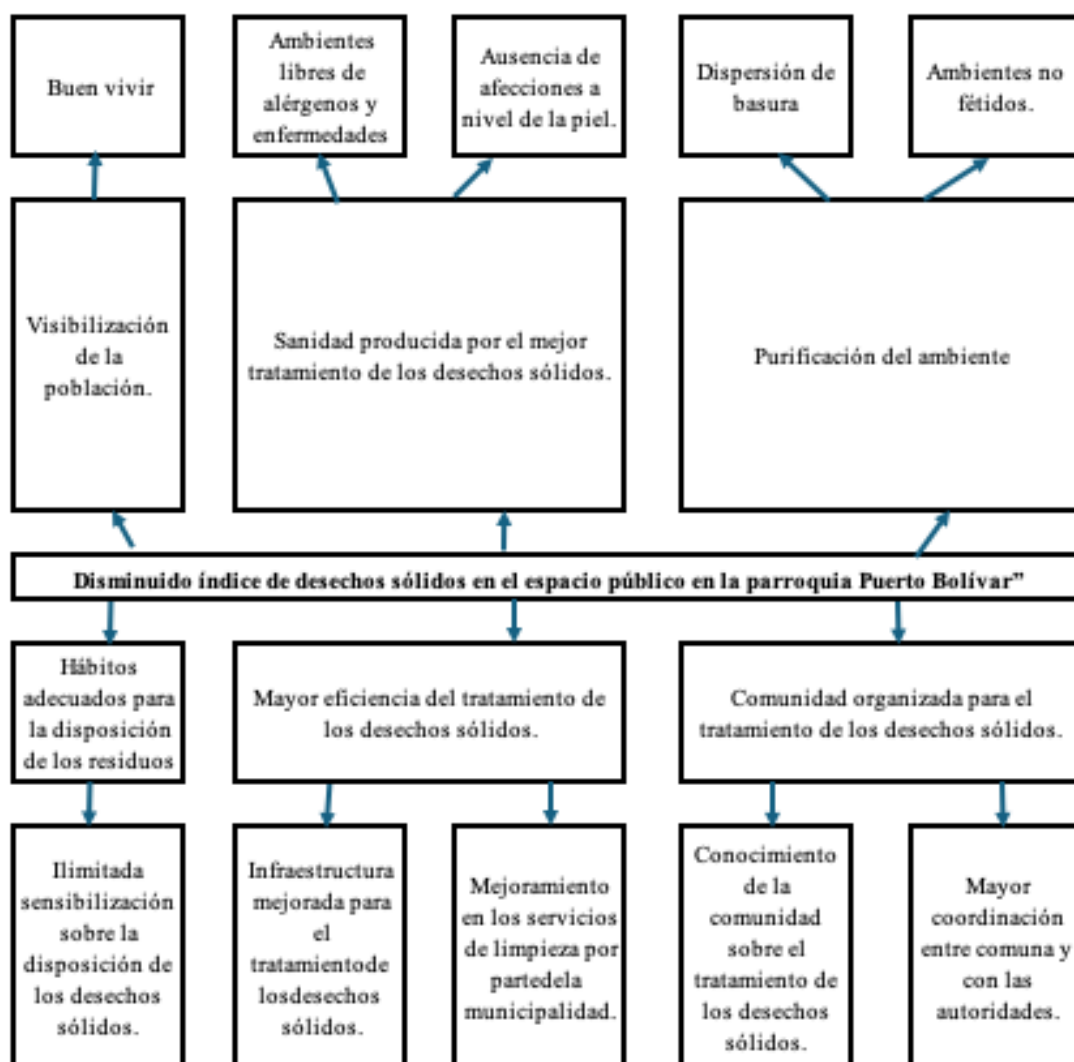 Buen vivir
Ambientes
libres de
alérgenos y
enfermedades
Ausencia de
afecciones a
nivel de la piel.
Dispersión de
basura
Ambientes no
fétidos.
Visibilización
de la
población.
Sanidad producida por el mejor
tratamiento de los desechos sólidos.
Purificación del ambiente
Disminuido índice de desechos sólidos en el espacio público en la parroquia Puerto Bolívar”
Hábitos
adecuados para
la disposición
de los residuos
Mayor eficiencia del tratamiento de
los desechos sólidos.
Comunidad organizada para el
tratamiento de los desechos sólidos.
Ilimitada
sensibilización
sobre la
disposición de
los desechos
sólidos.
Infraestructura
mejorada para
el
tratamientode
losdesechos
sólidos.
Mejoramiento
en los servicios
de limpieza por
partedela
municipalidad.
Conocimiento
de la
comunidad
sobre el
tratamiento de
los desechos
sólidos.
Mayor
coordinación
entre comuna y
con las
autoridades.